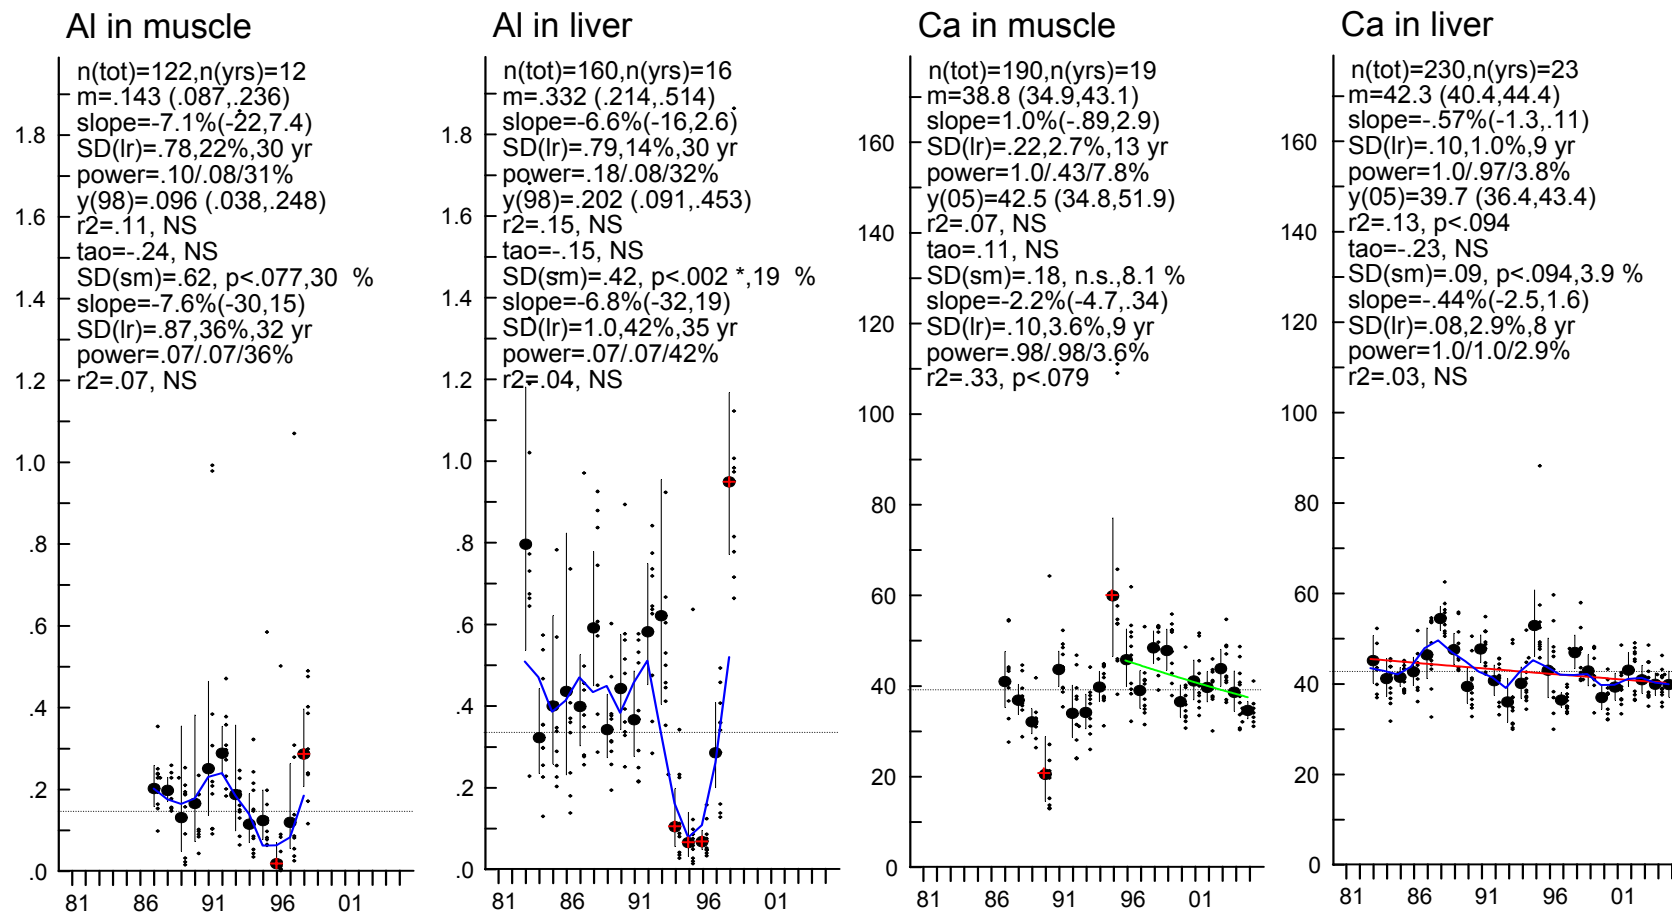 Al in muscle
n(tot)=122,n(yrs)=12
m=.143 (.087,.236)
slope=-7.1%(-22,7.4)
SD(lr)=.78,22%,30 yr
power=.10/.08/31%
y(98)=.096 (.038,.248)
r2=.11, NS
tao=-.24, NS
SD(sm)=.62, p<.077,30 %
slope=-7.6%(-30,15)
SD(lr)=.87,36%,32 yr
power=.07/.07/36%
r2=.07, NS
1.8
1.6
1.4
1.2
1.0
.8
.6
.4
.2
.0
81 86 91 96 01
Al in liver
n(tot)=160,n(yrs)=16
m=.332 (.214,.514)
slope=-6.6%(-16,2.6)
SD(lr)=.79,14%,30 yr
power=.18/.08/32%
y(98)=.202 (.091,.453)
r2=.15, NS
tao=-.15, NS
SD(sm)=.42, p<.002 *,19 %
slope=-6.8%(-32,19)
SD(lr)=1.0,42%,35 yr
power=.07/.07/42%
r2=.04, NS
1.8
1.6
1.4
1.2
1.0
.8
.6
.4
.2
.0
81 86 91 96 01
Ca in muscle
n(tot)=190,n(yrs)=19
m=38.8 (34.9,43.1)
slope=1.0%(-.89,2.9)
SD(lr)=.22,2.7%,13 yr
power=1.0/.43/7.8%
y(05)=42.5 (34.8,51.9)
r2=.07, NS
tao=.11, NS
SD(sm)=.18, n.s.,8.1 %
slope=-2.2%(-4.7,.34)
SD(lr)=.10,3.6%,9 yr
power=.98/.98/3.6%
r2=.33, p<.079
160
140
120
100
80
60
40
20
0
81 86 91 96 01
Ca in liver
n(tot)=230,n(yrs)=23
m=42.3 (40.4,44.4)
slope=-.57%(-1.3,.11)
SD(lr)=.10,1.0%,9 yr
power=1.0/.97/3.8%
y(05)=39.7 (36.4,43.4)
r2=.13, p<.094
tao=-.23, NS
SD(sm)=.09, p<.094,3.9 %
slope=-.44%(-2.5,1.6)
SD(lr)=.08,2.9%,8 yr
power=1.0/1.0/2.9%
r2=.03, NS
160
140
120
100
80
60
40
20
0
81 86 91 96 01